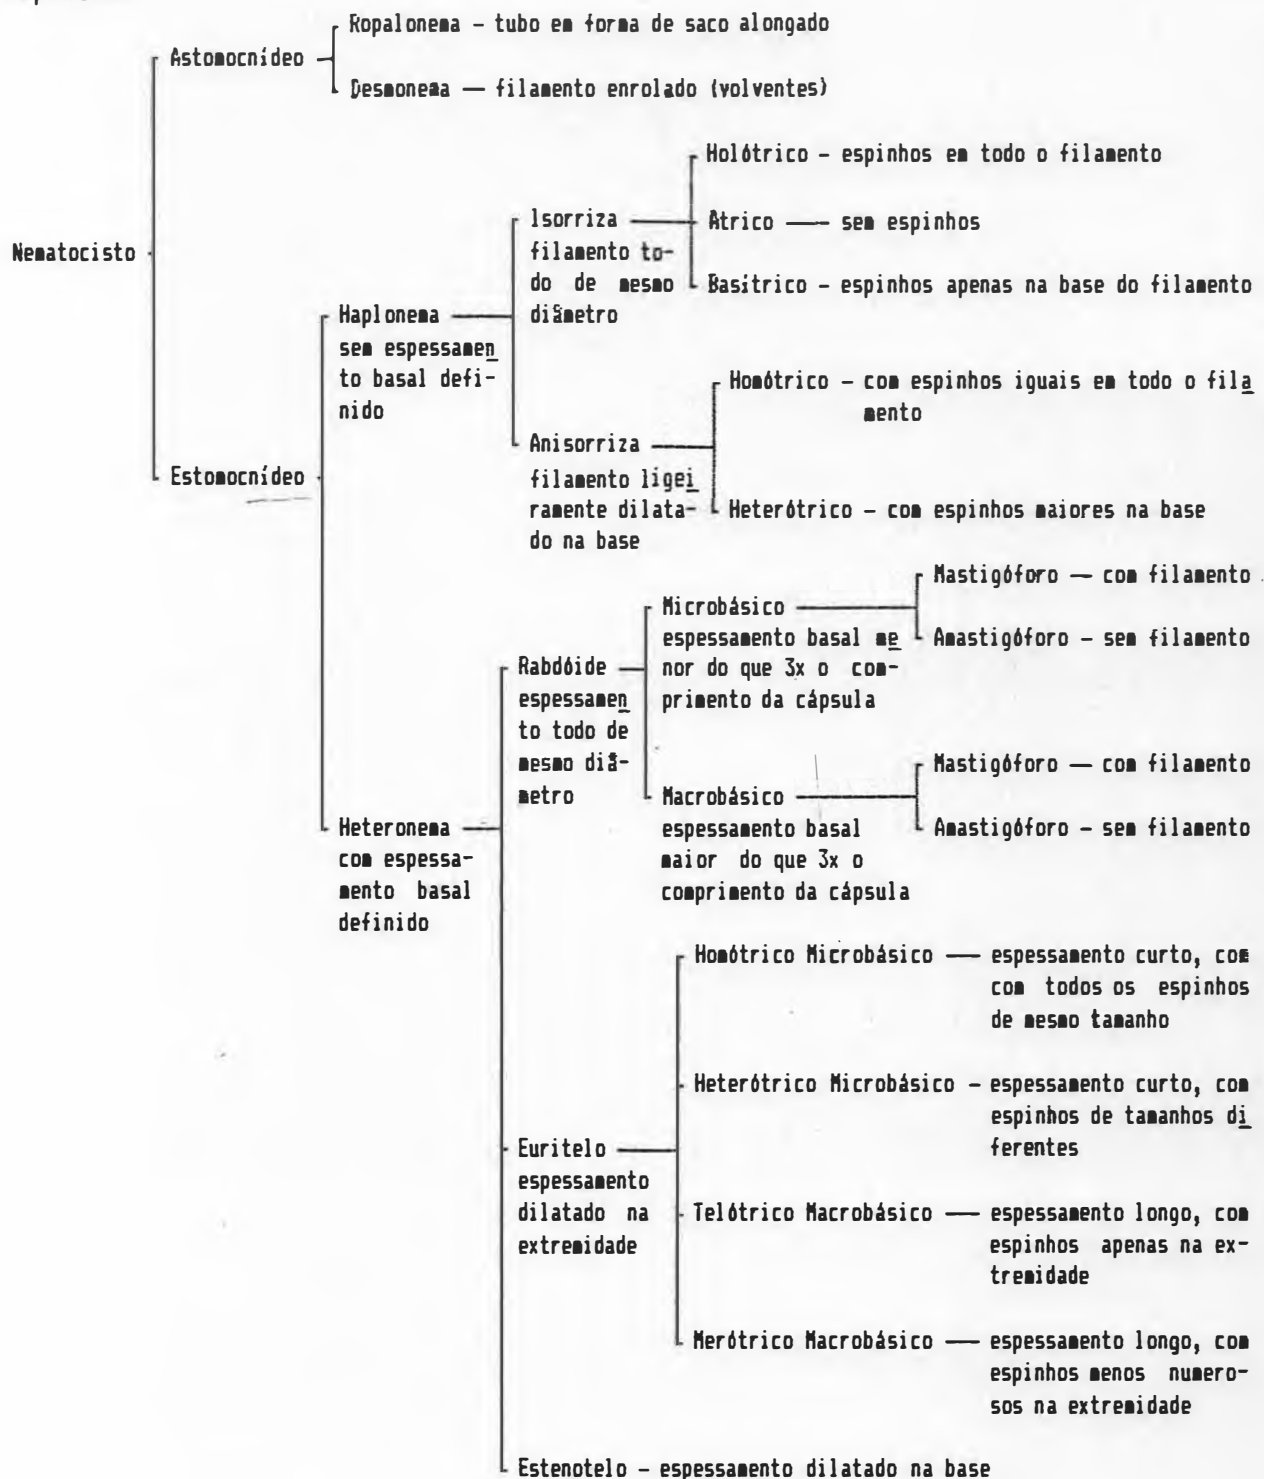 Ropalonema - tubo em forma de saco alongado
Astomocnídeo
Desmonema — filamento enrolado (volventes)
Holótrico - espinhos em todo o filamento
Isorriza
Atrico — sem espinhos
Nematocisto
filamento to-
do de mesmo
Basítrico - espinhos apenas na base do filamento
Haplonema
diâmetro
sem espessamen
to basal defi-
nido
Homótrico - com espinhos iguais em todo o fila
mento
Anisorriza
Estomocnídeo
filamento ligei
ramente dilata-
do na base
Heterótrico - com espinhos maiores na base
Mastigóforo — com filamento
Microbásico
espessamento basal me
nor do que 3x o com-
primento da cápsula
Amastigóforo - sem filamento
Rabdóide
espessamen
to todo de
mesmo diâ-
metro
Mastigóforo — com filamento
Macrobásico
espessamento basal
maior do que 3x o
comprimento da cápsula
Amastigóforo - sem filamento
Heteronema
com espessa-
mento basal
definido
Homótrico Microbásico — espessamento curto, com
com todos os espinhos
de mesmo tamanho
Heterótrico Microbásico - espessamento curto, com
espinhos de tamanhos di
ferentes
Euritelo
espessamento
dilatado na
extremidade
Telótrico Macrobásico — espessamento longo, com
espinhos apenas na ex-
tremidade
Merótrico Macrobásico — espessamento longo, com
espinhos menos numero-
sos na extremidade
Estenotelo - espessamento dilatado na base